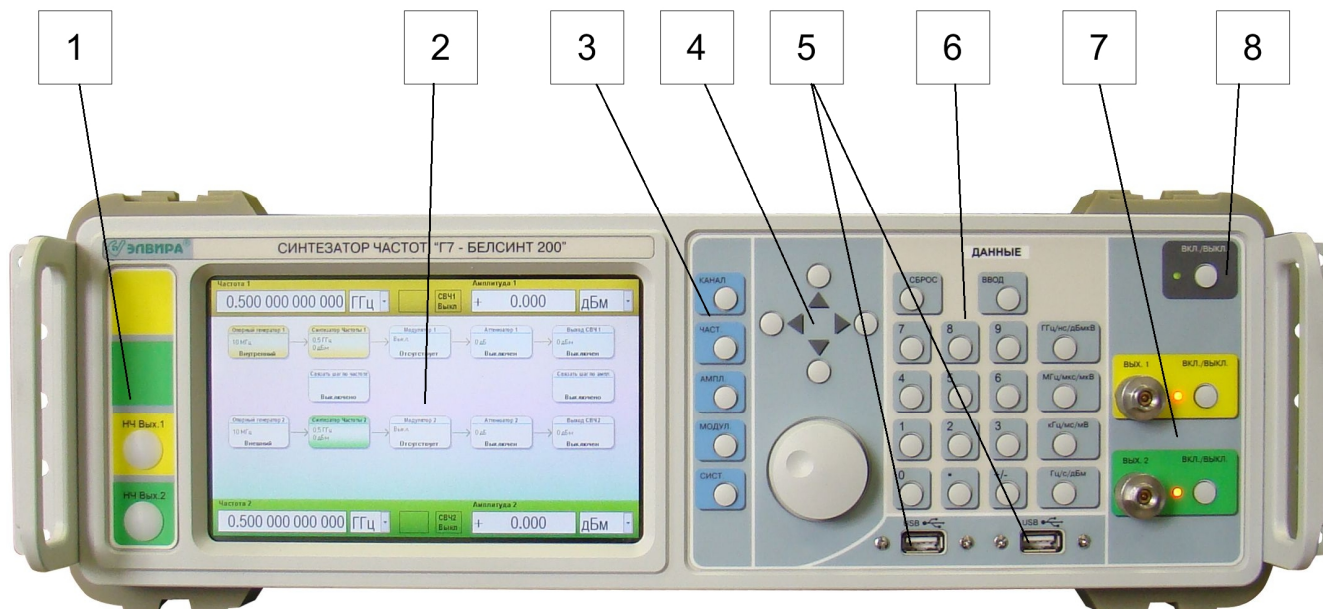 1 2 3 4 5 6 7 8
ЭЛВИРА®
СИНТЕЗАТОР ЧАСТОТ "Г7 - БЕЛСИНТ 200"
НЧ Вых.1
НЧ Вых.2
Частота 1 Амплитуда 1
0.500 000 000 000 ГГц СВЧ1 Выкл + 0.000 дБм
Опорный генератор 1 Синтезатор Частоты 1 Модулятор 1 Аттенюатор 1 Выход СВЧ 1
10 МГц 0,5 ГГц Выкл. 0 дБ 0 дБм
0 дБм
Внутренний Отсутствует Выключен Выключен
Связать шаг по частоте Связать шаг по ампл
Выключено Выключено
Опорный генератор 2 Синтезатор Частоты 2 Модулятор 2 Аттенюатор 2 Выход СВЧ 2
10 МГц 0,5 ГГц Выкл. 0 дБ 0 дБм
0 дБм
Внешний Отсутствует Выключен Выключен
Частота 2 Амплитуда 2
0.500 000 000 000 ГГц СВЧ2 Выкл + 0.000 дБм
КАНАЛ
ЧАСТ.
АМПЛ.
МОДУЛ.
СИСТ.
ДАННЫЕ
СБРОС ВВОД
7 8 9 ГГц/нс/дБмкВ
4 5 6 МГц/мкс/мкВ
1 2 3 кГц/мс/мВ
0 • +/- Гц/с/дБм
USB USB
ВКЛ./ВЫКЛ.
ВЫХ. 1 ВКЛ./ВЫКЛ.
ВЫХ. 2 ВКЛ./ВЫКЛ.